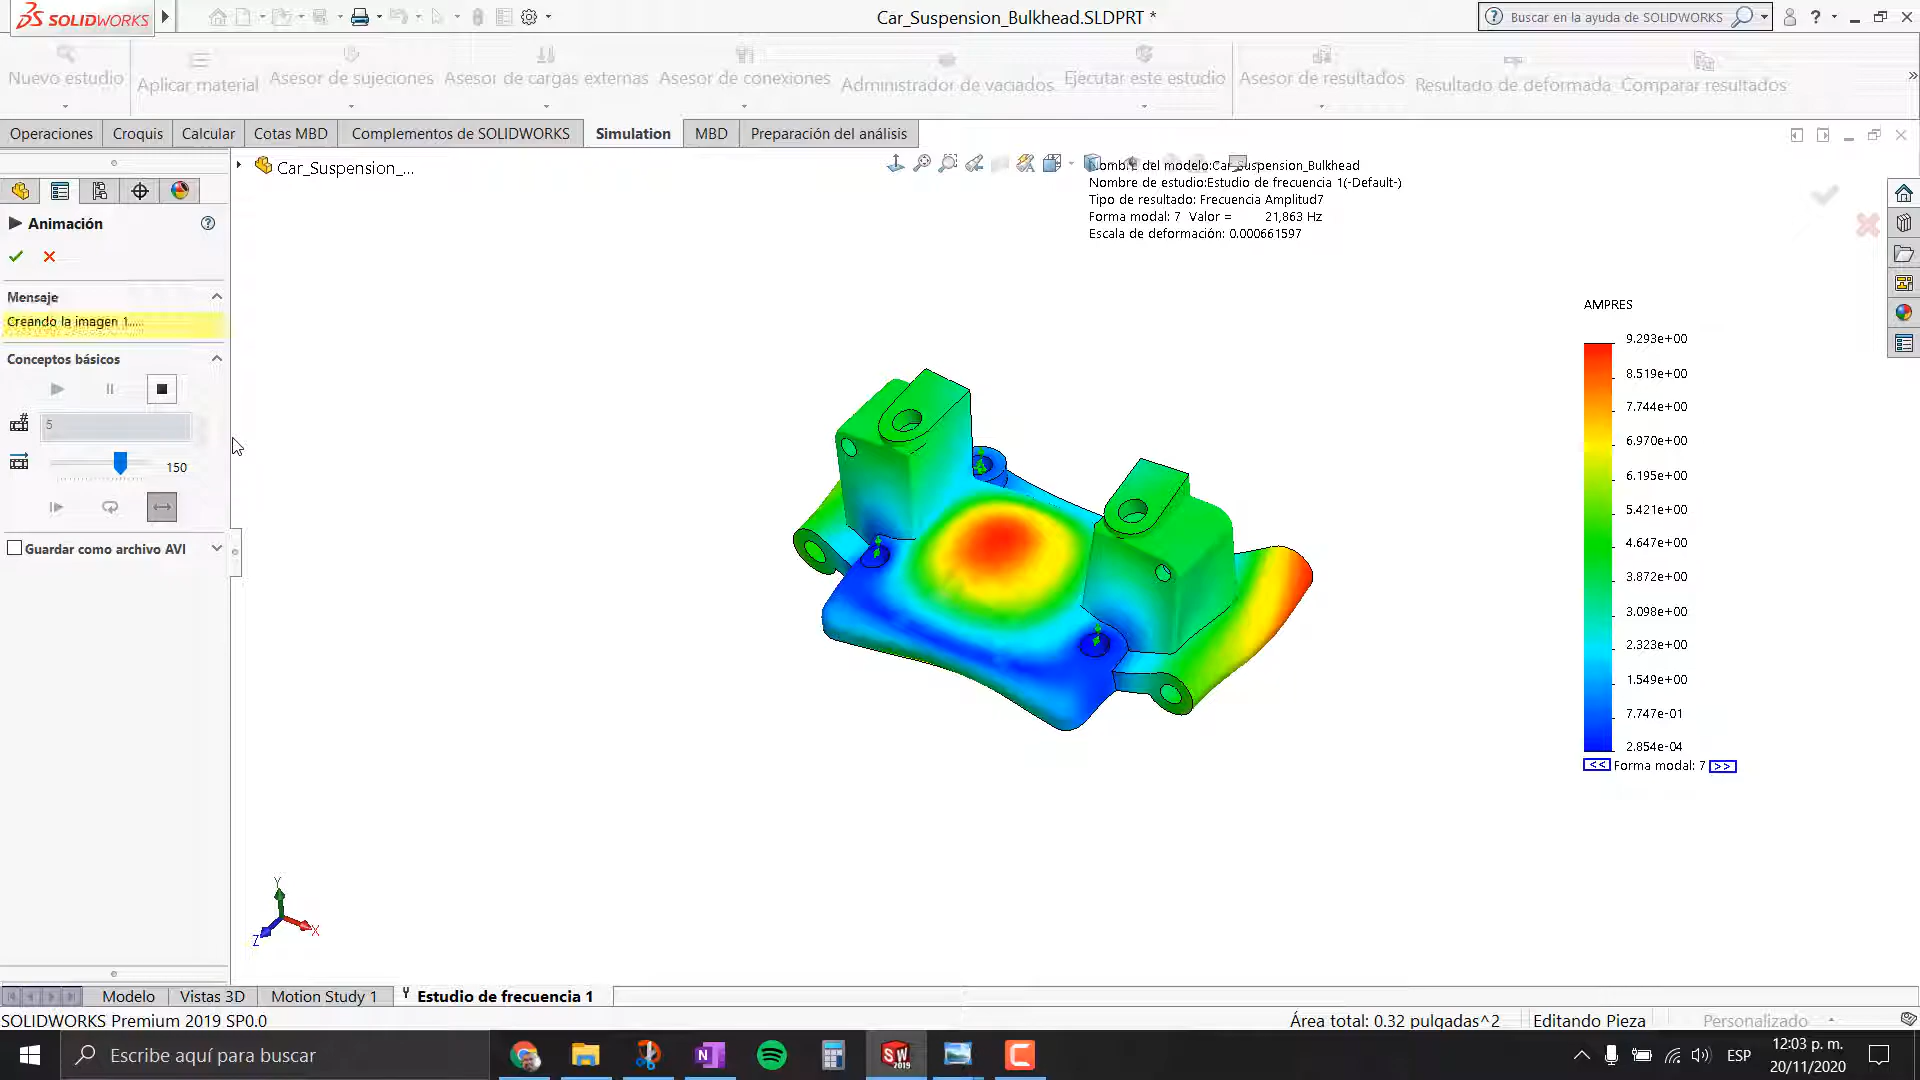 SOLIDWORKS
Car_Suspension_Bulkhead.SLDPRT *
Buscar en la ayuda de SOLIDWORKS
Nuevo estudio
Aplicar material
Asesor de sujeciones
Asesor de cargas externas
Asesor de conexiones
Administrador de vaciados
Ejecutar este estudio
Asesor de resultados
Resultado de deformada
Comparar resultados
Operaciones
Croquis
Calcular
Cotas MBD
Complementos de SOLIDWORKS
Simulation
MBD
Preparación del análisis
Car_Suspension_...
Nombre del modelo:Car_Suspension_Bulkhead
Nombre de estudio:Estudio de frecuencia 1(-Default-)
Tipo de resultado: Frecuencia Amplitud7
Forma modal: 7 Valor = 21,863 Hz
Escala de deformación: 0.000661597
Animación
Mensaje
Creando la imagen 1.....
Conceptos básicos
5
150
Guardar como archivo AVI
AMPRES
9.293e+00
8.519e+00
7.744e+00
6.970e+00
6.195e+00
5.421e+00
4.647e+00
3.872e+00
3.098e+00
2.323e+00
1.549e+00
7.747e-01
2.854e-04
<< Forma modal: 7 >>
Y
X
Z
Modelo
Vistas 3D
Motion Study 1
Estudio de frecuencia 1
SOLIDWORKS Premium 2019 SP0.0
Área total: 0.32 pulgadas^2
Editando Pieza
Personalizado
Escribe aquí para buscar
N
SW
2019
ESP
12:03 p. m.
20/11/2020